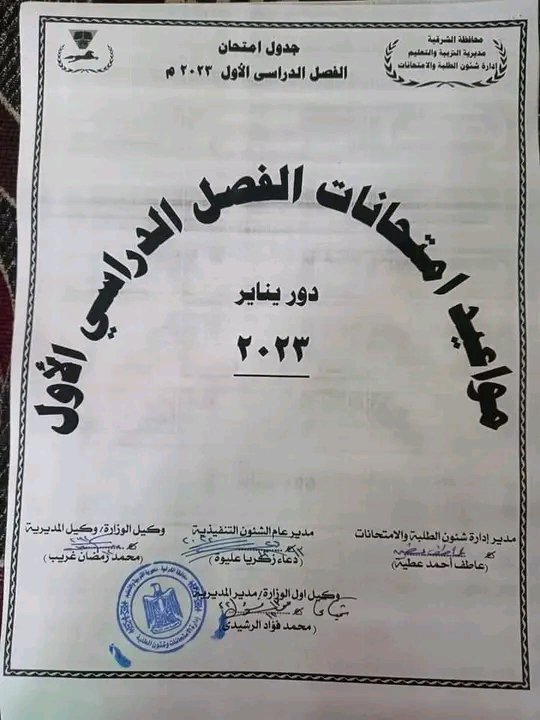 محافظة الشرقية
مديرية التربية والتعليم
إدارة شئون الطلبة والامتحانات
جدول امتحان
الفصل الدراسى الأول ٢٠٢٣ م
مواعيد امتحانات الفصل الدراسي الأول
دور يناير
٢٠٢٣
مدير إدارة شئون الطلبة والامتحانات
(عاطف أحمد عطية)
مدير عام الشئون التنفيذية
(دعاء زكريا عليوة)
وكيل الوزارة/ وكيل المديرية
(محمد رمضان غريب)
وكيل اول الوزارة/ مدير المديرية
(محمد فؤاد الرشيدى)